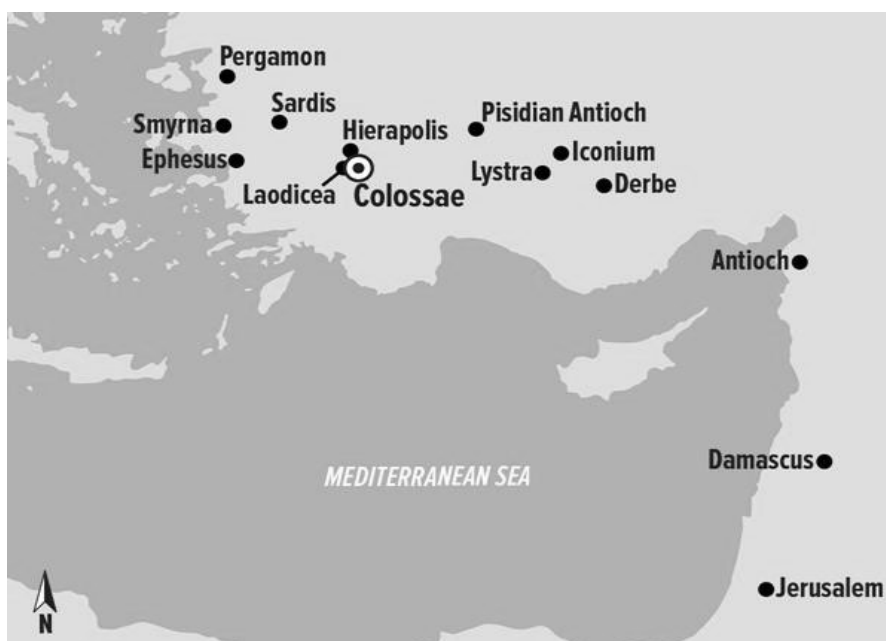 Pergamon
Sardis
Smyrna
Pisidian Antioch
Hierapolis
Ephesus
Iconium
Lystra
Laodicea
Colossae
Derbe
Antioch
Damascus
MEDITERRANEAN SEA
Jerusalem
N